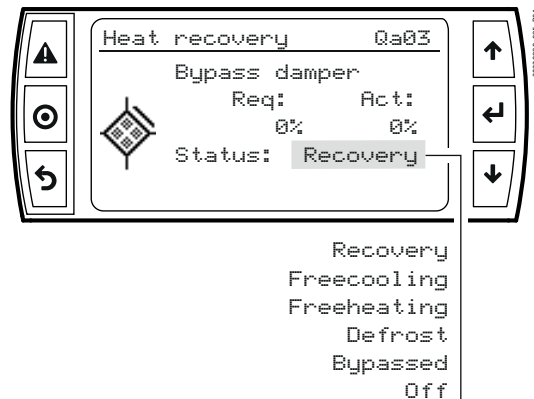 Heat recovery Qa03
Bypass damper
Req: Act:
0% 0%
Status: Recovery
Recovery
Freecooling
Freeheating
Defrost
Bypassed
Off